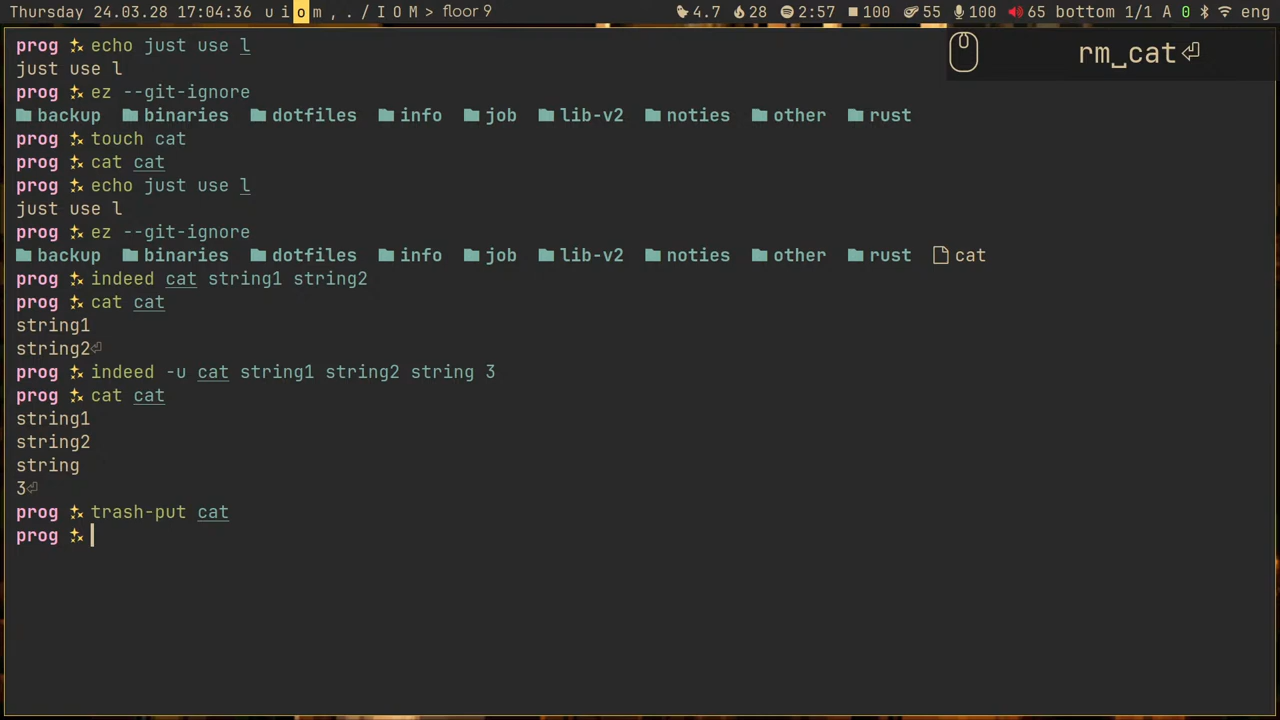 Thursday 24.03.28 17:04:36 u i o m , . / I O M > floor 9 4.7 28 2:57 100 55 100 65 bottom 1/1 A 0 eng
rm␣cat⏎
prog echo just use l
just use l
prog ez --git-ignore
backup binaries dotfiles info job lib-v2 noties other rust
prog touch cat
prog cat cat
prog echo just use l
just use l
prog ez --git-ignore
backup binaries dotfiles info job lib-v2 noties other rust cat
prog indeed cat string1 string2
prog cat cat
string1
string2⏎
prog indeed -u cat string1 string2 string 3
prog cat cat
string1
string2
string
3⏎
prog trash-put cat
prog